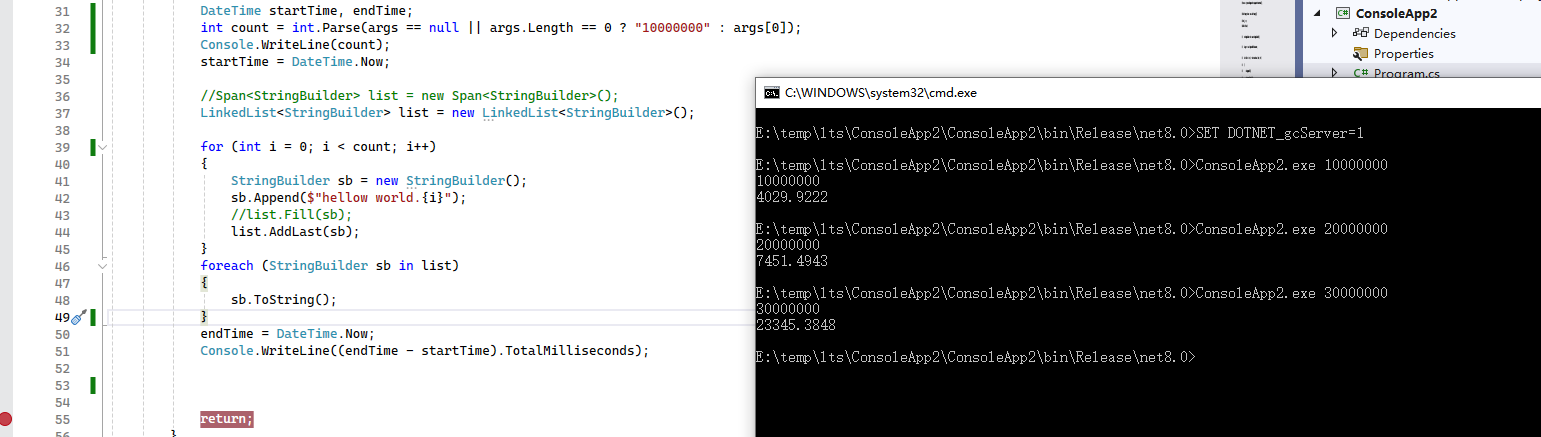 31 DateTime startTime, endTime;
32 int count = int.Parse(args == null || args.Length == 0 ? "10000000" : args[0]);
33 Console.WriteLine(count);
34 startTime = DateTime.Now;
35
36 //Span<StringBuilder> list = new Span<StringBuilder>();
37 LinkedList<StringBuilder> list = new LinkedList<StringBuilder>();
38
39 for (int i = 0; i < count; i++)
40 {
41 StringBuilder sb = new StringBuilder();
42 sb.Append($"hellow world.{i}");
43 //list.Fill(sb);
44 list.AddLast(sb);
45 }
46 foreach (StringBuilder sb in list)
47 {
48 sb.ToString();
49 }
50 endTime = DateTime.Now;
51 Console.WriteLine((endTime - startTime).TotalMilliseconds);
52
53
54
55 return;
56 }
C# ConsoleApp2
Dependencies
Properties
C# Program.cs
C:\WINDOWS\system32\cmd.exe
E:\temp\lts\ConsoleApp2\ConsoleApp2\bin\Release\net8.0>SET DOTNET_gcServer=1
E:\temp\lts\ConsoleApp2\ConsoleApp2\bin\Release\net8.0>ConsoleApp2.exe 10000000
10000000
4029.9222
E:\temp\lts\ConsoleApp2\ConsoleApp2\bin\Release\net8.0>ConsoleApp2.exe 20000000
20000000
7451.4943
E:\temp\lts\ConsoleApp2\ConsoleApp2\bin\Release\net8.0>ConsoleApp2.exe 30000000
30000000
23345.3848
E:\temp\lts\ConsoleApp2\ConsoleApp2\bin\Release\net8.0>